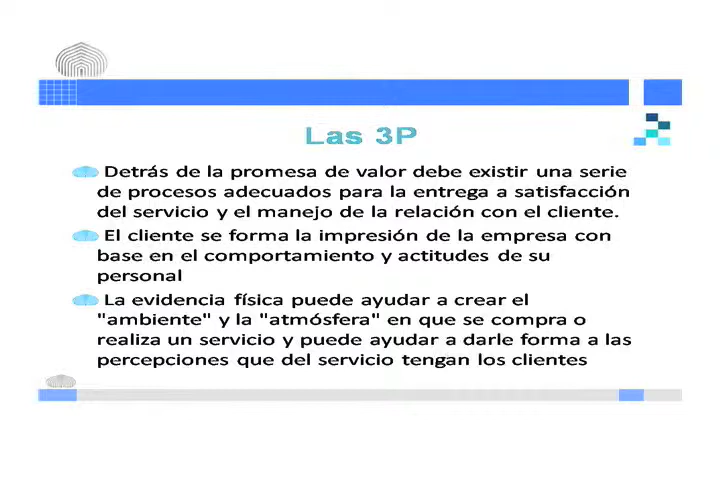 Las 3P
Detrás de la promesa de valor debe existir una serie
de procesos adecuados para la entrega a satisfacción
del servicio y el manejo de la relación con el cliente.
El cliente se forma la impresión de la empresa con
base en el comportamiento y actitudes de su
personal
La evidencia física puede ayudar a crear el
"ambiente" y la "atmósfera" en que se compra o
realiza un servicio y puede ayudar a darle forma a las
percepciones que del servicio tengan los clientes